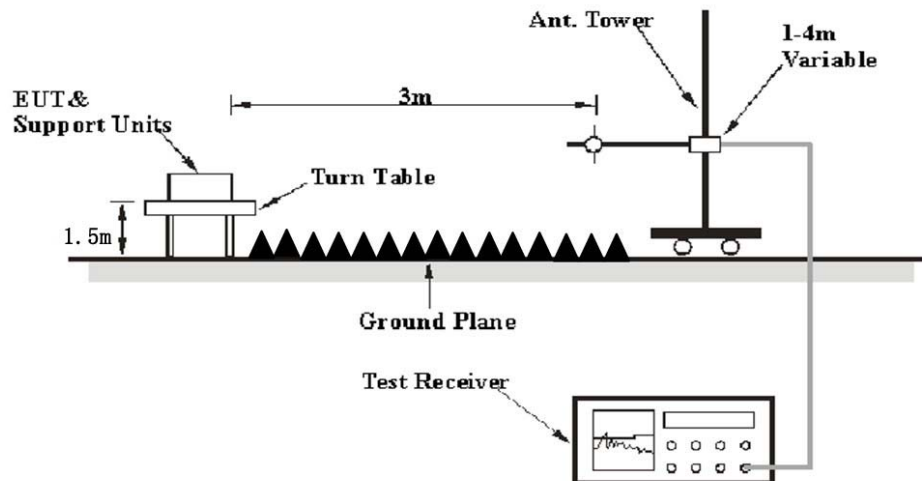 Ant. Tower
1-4m
Variable
EUT&
Support Units
3m
Turn Table
1.5m
Ground Plane
Test Receiver